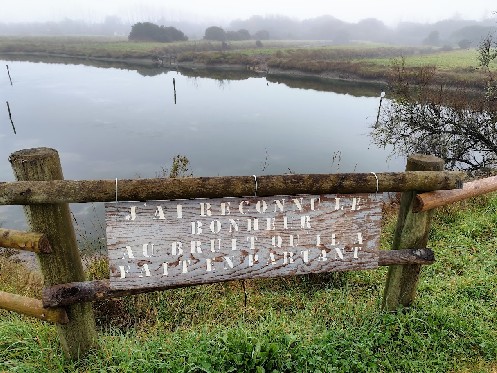 J'AI RECONNU LE
BONHEUR
AU BRUIT QU'IL A
FAIT EN PARTANT